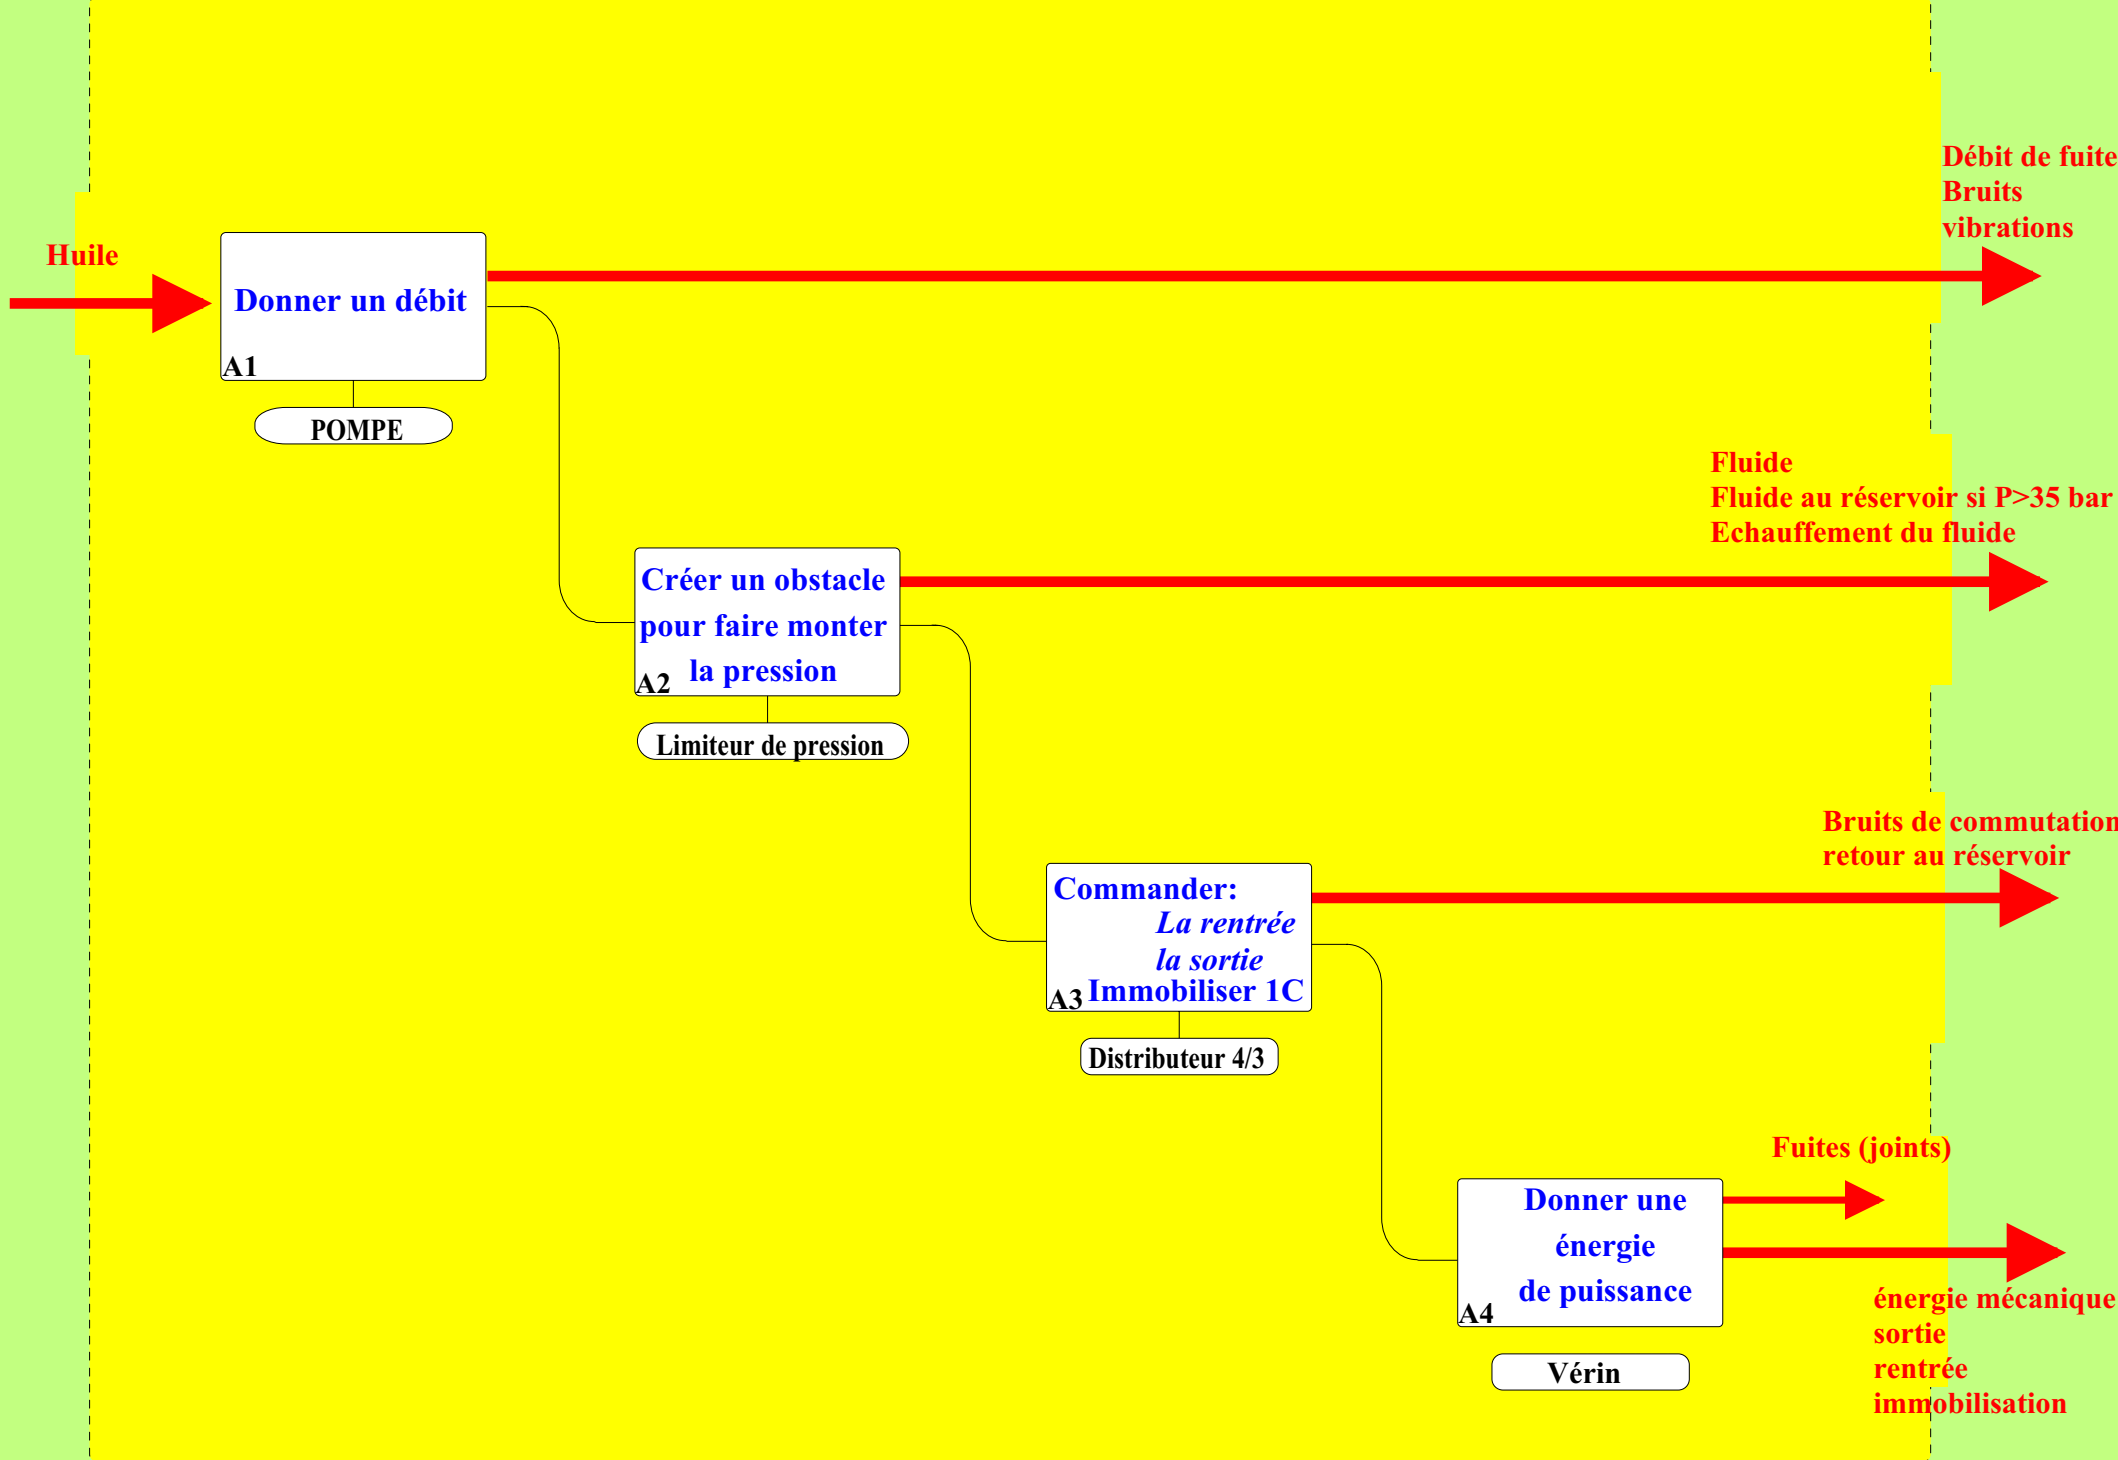 Débit de fuite
Bruits
vibrations
Huile
Donner un débit
A1
POMPE
Fluide
Fluide au réservoir si P>35 bar
Echauffement du fluide
Créer un obstacle
pour faire monter
la pression
A2
Limiteur de pression
Bruits de commutation
retour au réservoir
Commander:
La rentrée
la sortie
Immobiliser 1C
A3
Distributeur 4/3
Fuites (joints)
Donner une
énergie
de puissance
A4
Vérin
énergie mécanique
sortie
rentrée
immobilisation